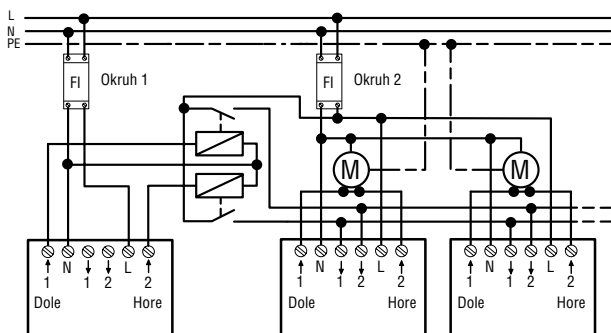 L
N
PE
FI Okruh 1 FI Okruh 2
M M
N L N L N L
1 1 2 2 1 1 2 2 1 1 2 2
Dole Hore Dole Hore Dole Hore